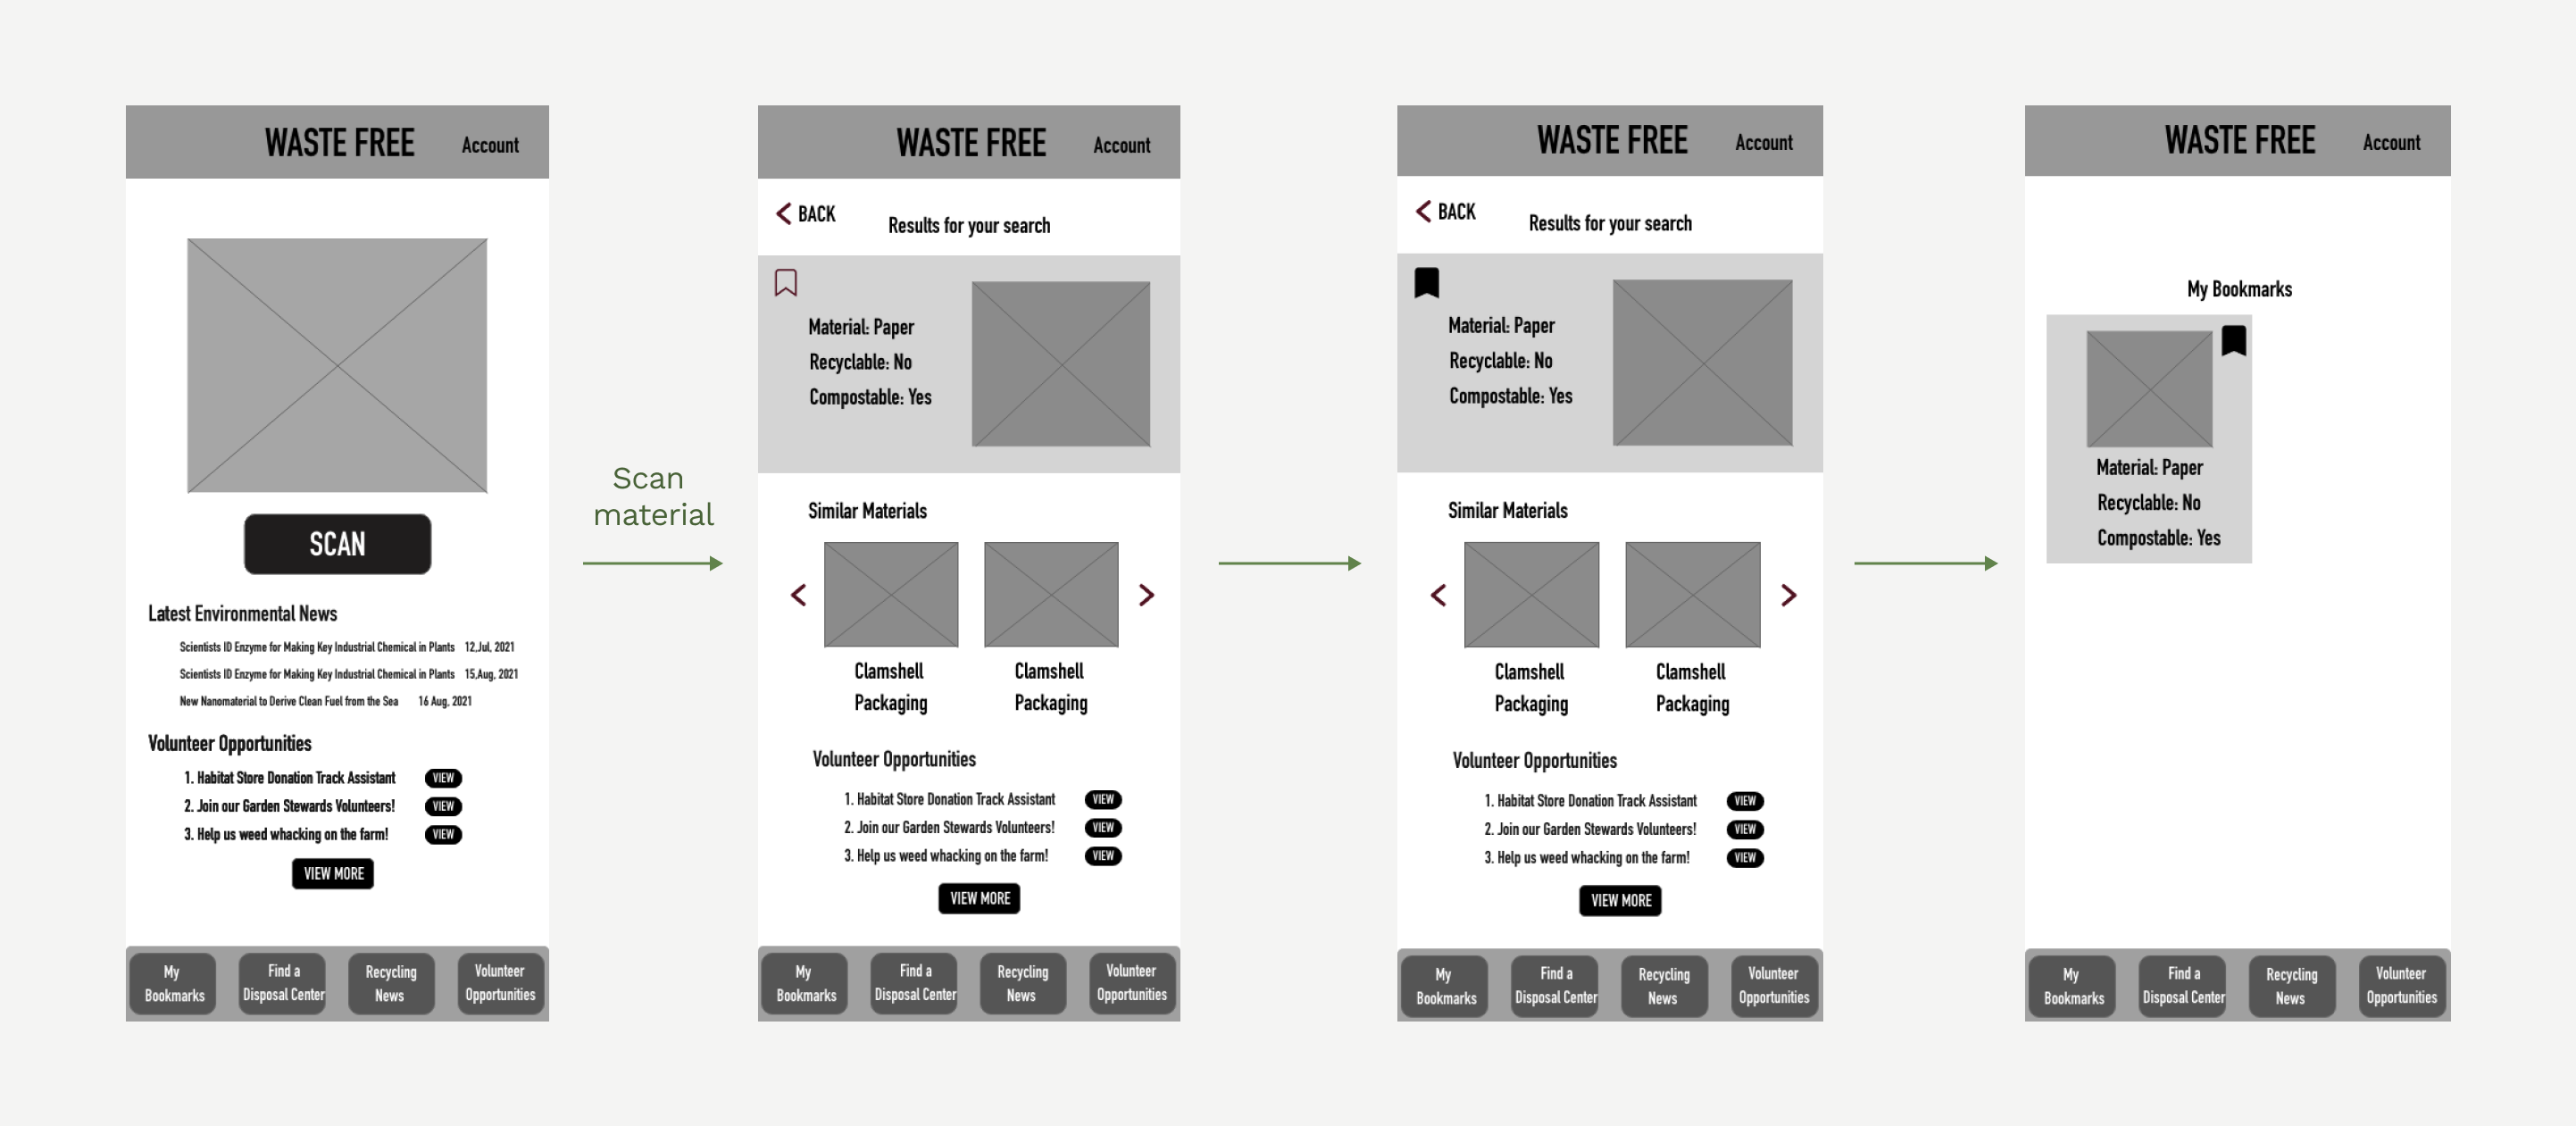 WASTE FREE Account
SCAN
Latest Environmental News
Scientists ID Enzyme for Making Key Industrial Chemical in Plants 12,Jul, 2021
Scientists ID Enzyme for Making Key Industrial Chemical in Plants 15,Aug, 2021
New Nanomaterial to Derive Clean Fuel from the Sea 16 Aug, 2021
Volunteer Opportunities
1. Habitat Store Donation Track Assistant VIEW
2. Join our Garden Stewards Volunteers! VIEW
3. Help us weed whacking on the farm! VIEW
VIEW MORE
My
Bookmarks
Find a
Disposal Center
Recycling
News
Volunteer
Opportunities
Scan
material
WASTE FREE Account
BACK
Results for your search
Material: Paper
Recyclable: No
Compostable: Yes
Similar Materials
Clamshell
Packaging
Clamshell
Packaging
Volunteer Opportunities
1. Habitat Store Donation Track Assistant VIEW
2. Join our Garden Stewards Volunteers! VIEW
3. Help us weed whacking on the farm! VIEW
VIEW MORE
My
Bookmarks
Find a
Disposal Center
Recycling
News
Volunteer
Opportunities
WASTE FREE Account
BACK
Results for your search
Material: Paper
Recyclable: No
Compostable: Yes
Similar Materials
Clamshell
Packaging
Clamshell
Packaging
Volunteer Opportunities
1. Habitat Store Donation Track Assistant VIEW
2. Join our Garden Stewards Volunteers! VIEW
3. Help us weed whacking on the farm! VIEW
VIEW MORE
My
Bookmarks
Find a
Disposal Center
Recycling
News
Volunteer
Opportunities
WASTE FREE Account
My Bookmarks
Material: Paper
Recyclable: No
Compostable: Yes
My
Bookmarks
Find a
Disposal Center
Recycling
News
Volunteer
Opportunities